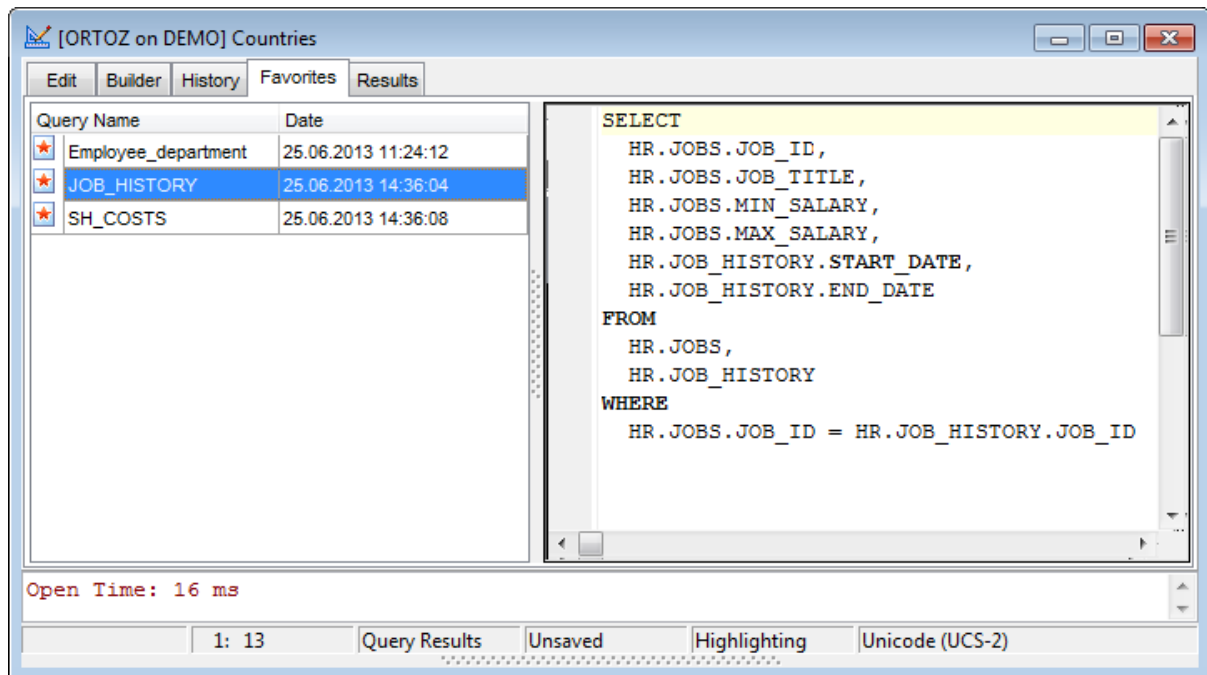 [ORTOZ on DEMO] Countries
Edit Builder History Favorites Results
Query Name Date
Employee_department 25.06.2013 11:24:12
JOB_HISTORY 25.06.2013 14:36:04
SH_COSTS 25.06.2013 14:36:08
SELECT
HR.JOBS.JOB_ID,
HR.JOBS.JOB_TITLE,
HR.JOBS.MIN_SALARY,
HR.JOBS.MAX_SALARY,
HR.JOB_HISTORY.START_DATE,
HR.JOB_HISTORY.END_DATE
FROM
HR.JOBS,
HR.JOB_HISTORY
WHERE
HR.JOBS.JOB_ID = HR.JOB_HISTORY.JOB_ID
Open Time: 16 ms
1: 13 Query Results Unsaved Highlighting Unicode (UCS-2)